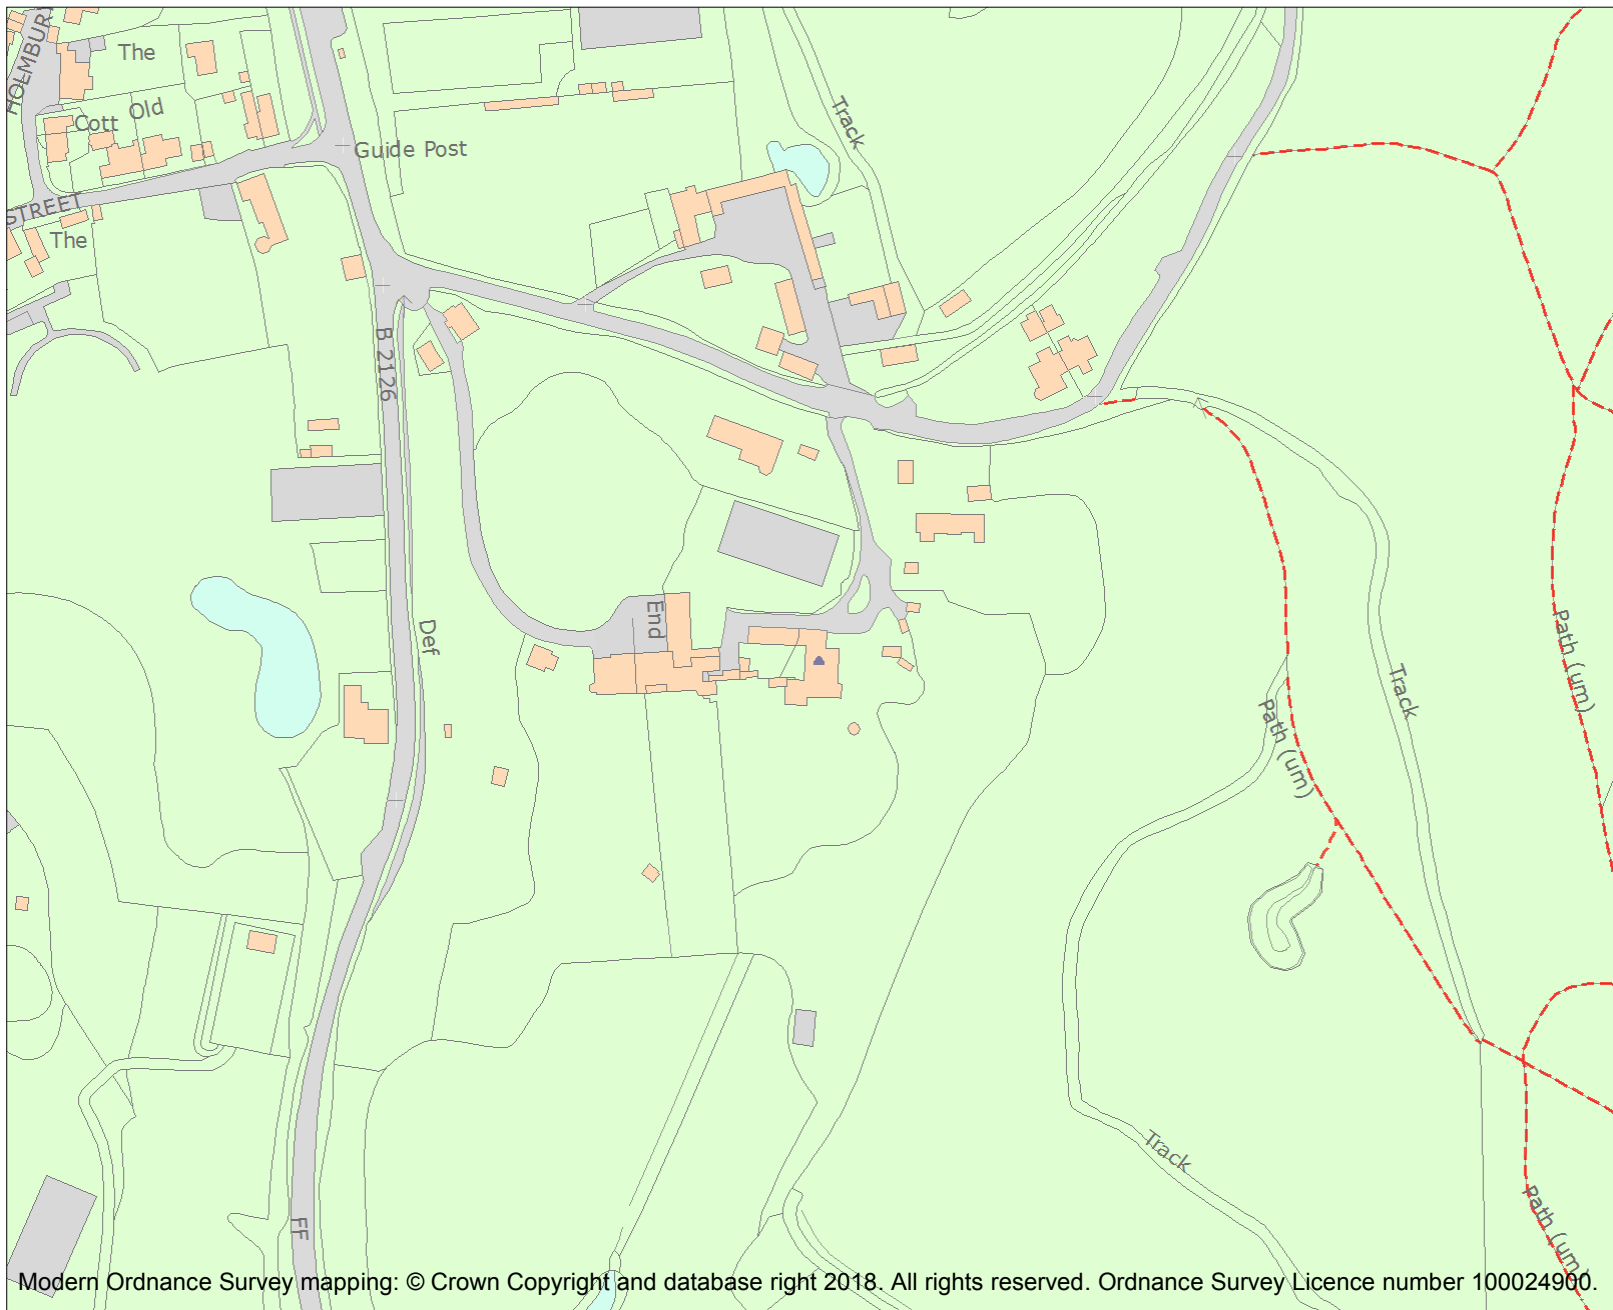 HOLMBURY
The
Old
Cott
Guide Post
Track
STREET
The
B 2126
End
Def
Path (um)
Track
Path (um)
Track
Path (um)
FF
Modern Ordnance Survey mapping: © Crown Copyright and database right 2018. All rights reserved. Ordnance Survey Licence number 100024900.